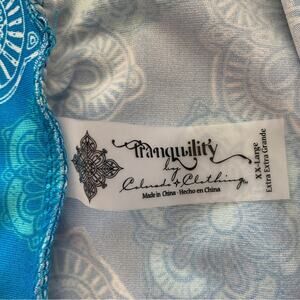 tranquility
by
Colorado Clothing
Made in China · Hecho en China
XX-Large
Extra Extra Grande